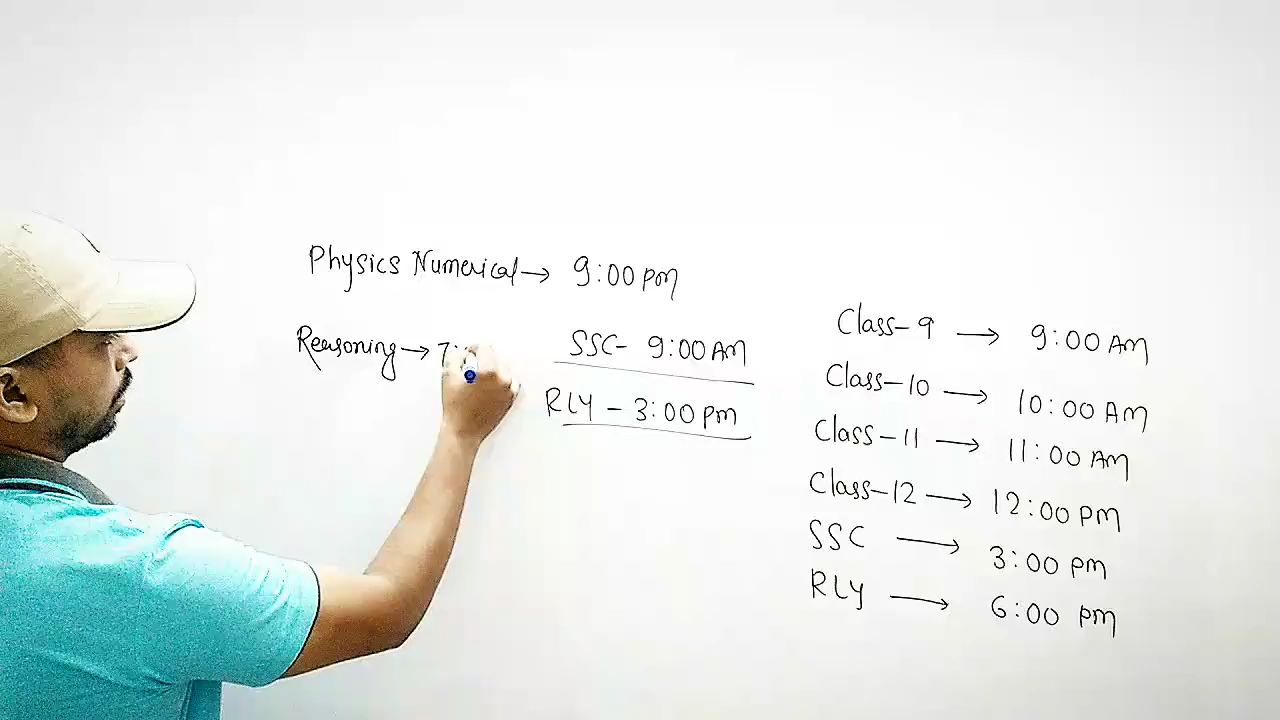 Physics Numerical → 9:00 pm
Reasoning → 7:
SSC - 9:00 AM
RLY - 3:00 pm
Class-9 → 9:00 AM
Class-10 → 10:00 AM
Class-11 → 11:00 AM
Class-12 → 12:00 PM
SSC → 3:00 pm
RLY → 6:00 pm